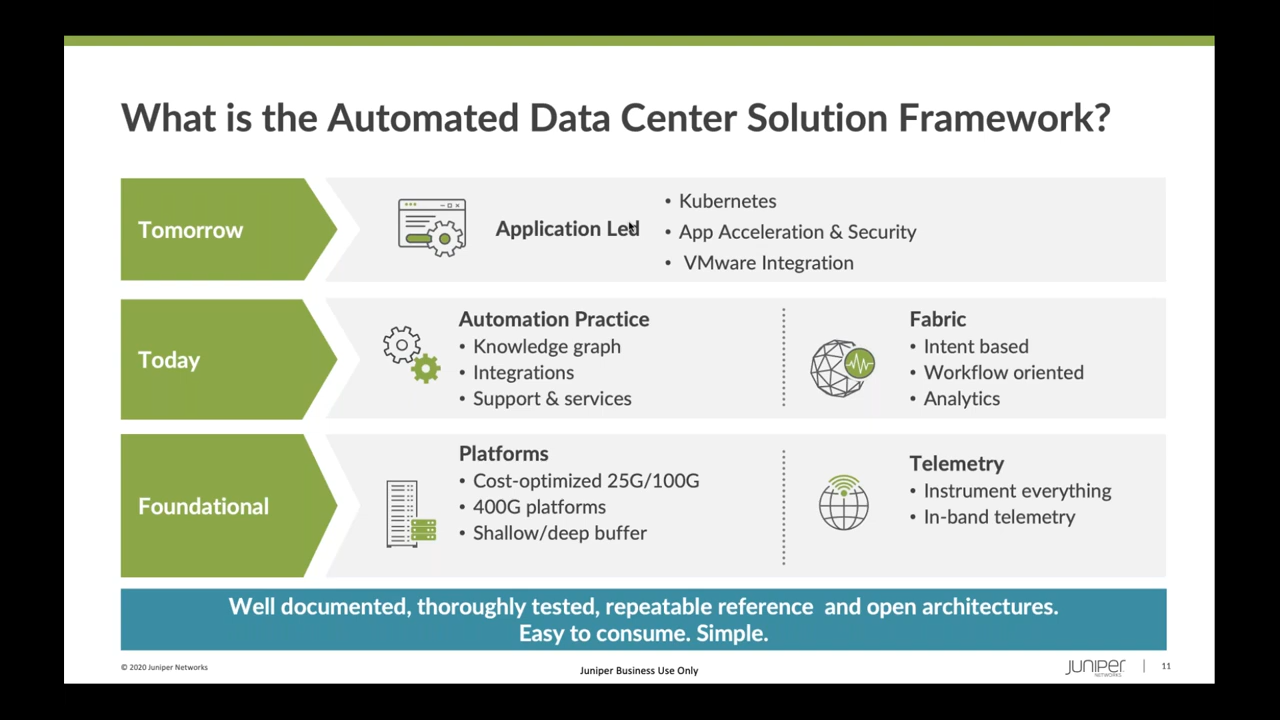 What is the Automated Data Center Solution Framework?
Tomorrow
Application Led
• Kubernetes
• App Acceleration & Security
• VMware Integration
Today
Automation Practice
• Knowledge graph
• Integrations
• Support & services
Fabric
• Intent based
• Workflow oriented
• Analytics
Foundational
Platforms
• Cost-optimized 25G/100G
• 400G platforms
• Shallow/deep buffer
Telemetry
• Instrument everything
• In-band telemetry
Well documented, thoroughly tested, repeatable reference and open architectures.
Easy to consume. Simple.
© 2020 Juniper Networks
Juniper Business Use Only
JUNIPER
NETWORKS
11